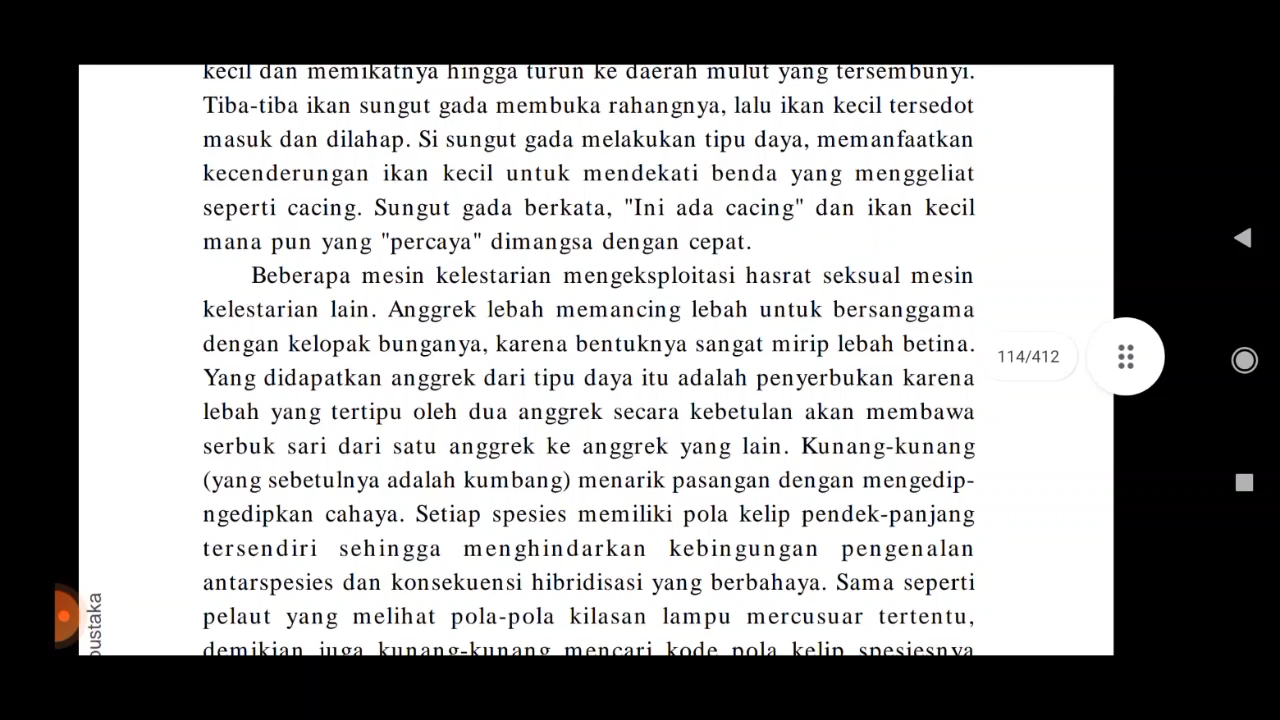 kecil dan memikatnya hingga turun ke daerah mulut yang tersembunyi.
Tiba-tiba ikan sungut gada membuka rahangnya, lalu ikan kecil tersedot
masuk dan dilahap. Si sungut gada melakukan tipu daya, memanfaatkan
kecenderungan ikan kecil untuk mendekati benda yang menggeliat
seperti cacing. Sungut gada berkata, "Ini ada cacing" dan ikan kecil
mana pun yang "percaya" dimangsa dengan cepat.
Beberapa mesin kelestarian mengeksploitasi hasrat seksual mesin
kelestarian lain. Anggrek lebah memancing lebah untuk bersanggama
dengan kelopak bunganya, karena bentuknya sangat mirip lebah betina.
Yang didapatkan anggrek dari tipu daya itu adalah penyerbukan karena
lebah yang tertipu oleh dua anggrek secara kebetulan akan membawa
serbuk sari dari satu anggrek ke anggrek yang lain. Kunang-kunang
(yang sebetulnya adalah kumbang) menarik pasangan dengan mengedip-
ngedipkan cahaya. Setiap spesies memiliki pola kelip pendek-panjang
tersendiri sehingga menghindarkan kebingungan pengenalan
antarspesies dan konsekuensi hibridisasi yang berbahaya. Sama seperti
pelaut yang melihat pola-pola kilasan lampu mercusuar tertentu,
demikian juga kunang-kunang mencari kode pola kelip spesiesnya
114/412
pustaka